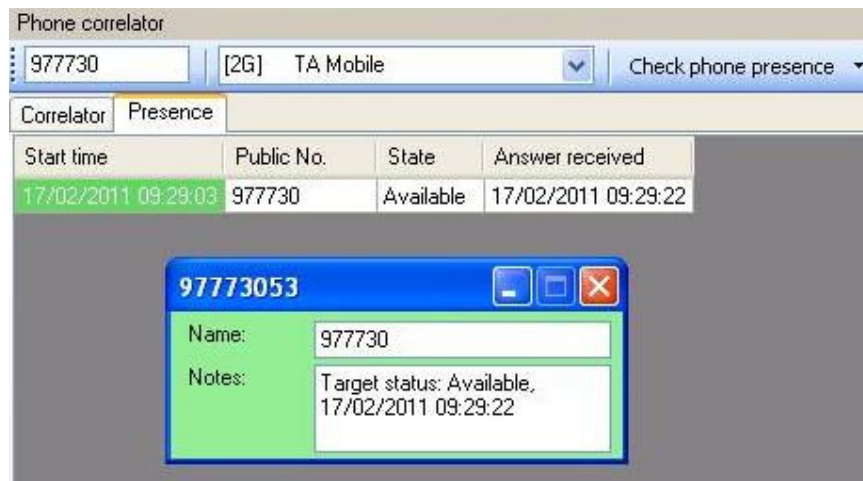 Phone correlator
977730 [2G] TA Mobile Check phone presence
Correlator Presence
Start time Public No. State Answer received
17/02/2011 09:29:03 977730 Available 17/02/2011 09:29:22
97773053
Name: 977730
Notes: Target status: Available,
17/02/2011 09:29:22